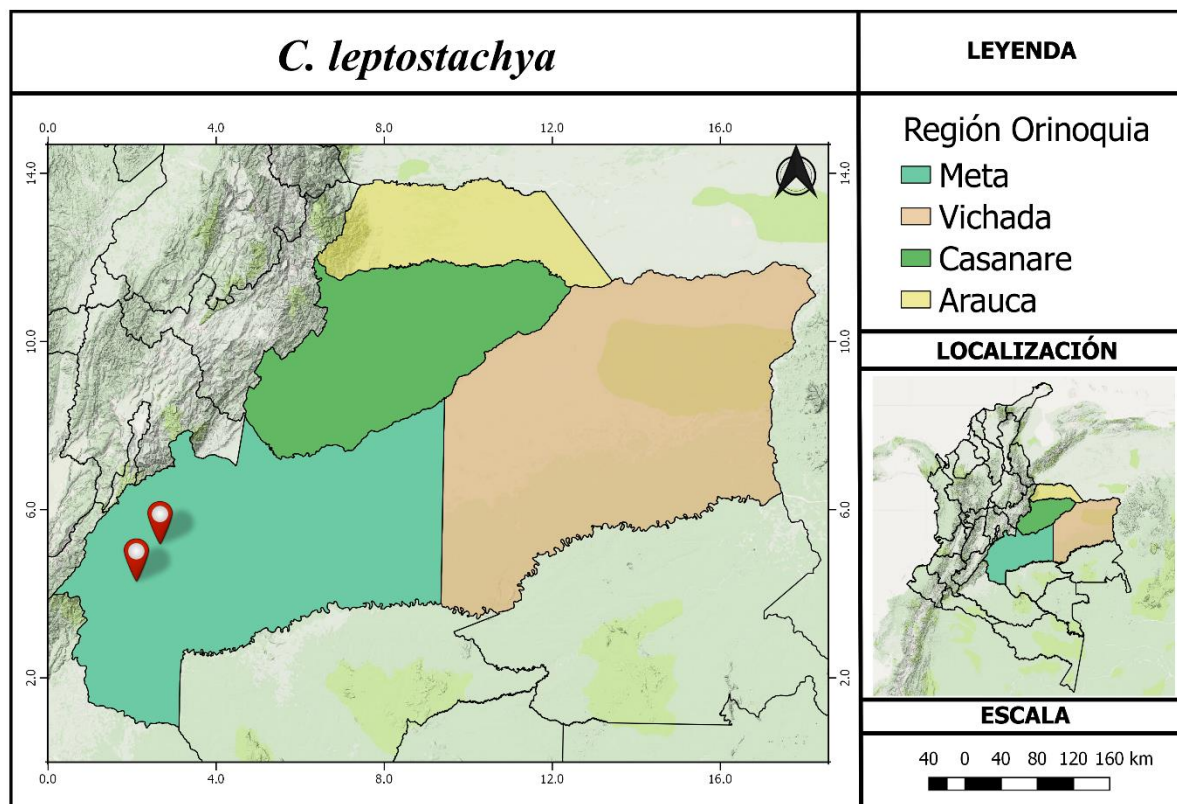 C. leptostachya
LEYENDA
0.0 4.0 8.0 12.0 16.0
14.0 14.0
10.0 10.0
6.0 6.0
2.0 2.0
0.0 4.0 8.0 12.0 16.0
Región Orinoquia
Meta
Vichada
Casanare
Arauca
LOCALIZACIÓN
ESCALA
40 0 40 80 120 160 km